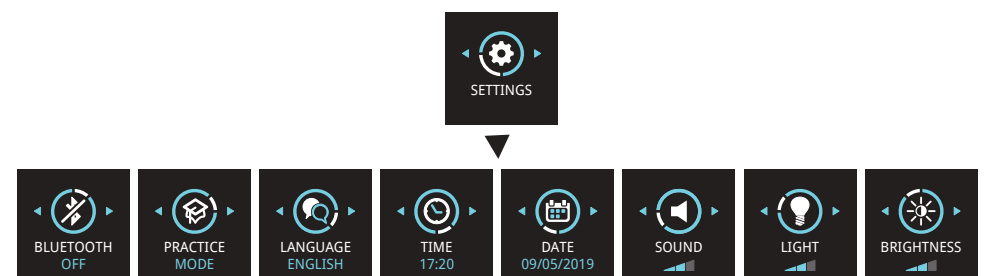 SETTINGS
BLUETOOTH
OFF
PRACTICE
MODE
LANGUAGE
ENGLISH
TIME
17:20
DATE
09/05/2019
SOUND
LIGHT
BRIGHTNESS